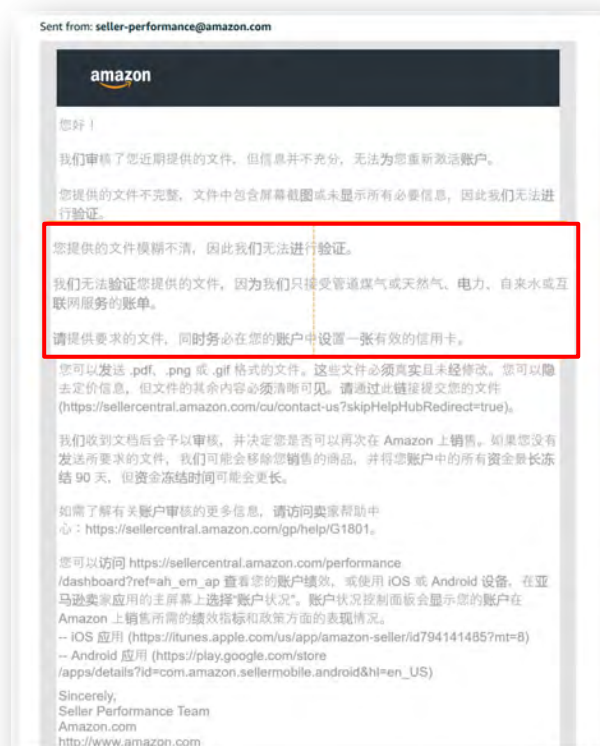 Sent from: seller-performance@amazon.com
amazon
您好！
我们审核了您近期提供的文件，但信息并不充分，无法为您重新激活账户。
您提供的文件不完整，文件中包含屏幕截图或未显示所有必要信息，因此我们无法进
行验证。
您提供的文件模糊不清，因此我们无法进行验证。
我们无法验证您提供的文件，因为我们只接受管道煤气或天然气、电力、自来水或互
联网服务的账单。
请提供要求的文件，同时务必在您的账户中设置一张有效的信用卡。
您可以发送 .pdf、.png 或 .gif 格式的文件。这些文件必须真实且未经修改。您可以隐
去定价信息，但文件的其余内容必须清晰可见。请通过此链接提交您的文件
(https://sellercentral.amazon.com/cu/contact-us?skipHelpHubRedirect=true)。
我们收到文档后会予以审核，并决定您是否可以再次在 Amazon 上销售。如果您没有
发送所要求的文件，我们可能会移除您销售的商品，并将您账户中的所有资金最长冻
结 90 天，但资金冻结时间可能会更长。
如需了解有关账户审核的更多信息，请访问卖家帮助中
心：https://sellercentral.amazon.com/gp/help/G1801。
您可以访问 https://sellercentral.amazon.com/performance
/dashboard?ref=ah_em_ap 查看您的账户绩效，或使用 iOS 或 Android 设备，在亚
马逊卖家应用的主屏幕上选择“账户状况”。账户状况控制面板会显示您的账户在
Amazon 上销售所需的绩效指标和政策方面的表现情况。
-- iOS 应用 (https://itunes.apple.com/us/app/amazon-seller/id794141485?mt=8)
-- Android 应用 (https://play.google.com/store
/apps/details?id=com.amazon.sellermobile.android&hl=en_US)
Sincerely,
Seller Performance Team
Amazon.com
http://www.amazon.com